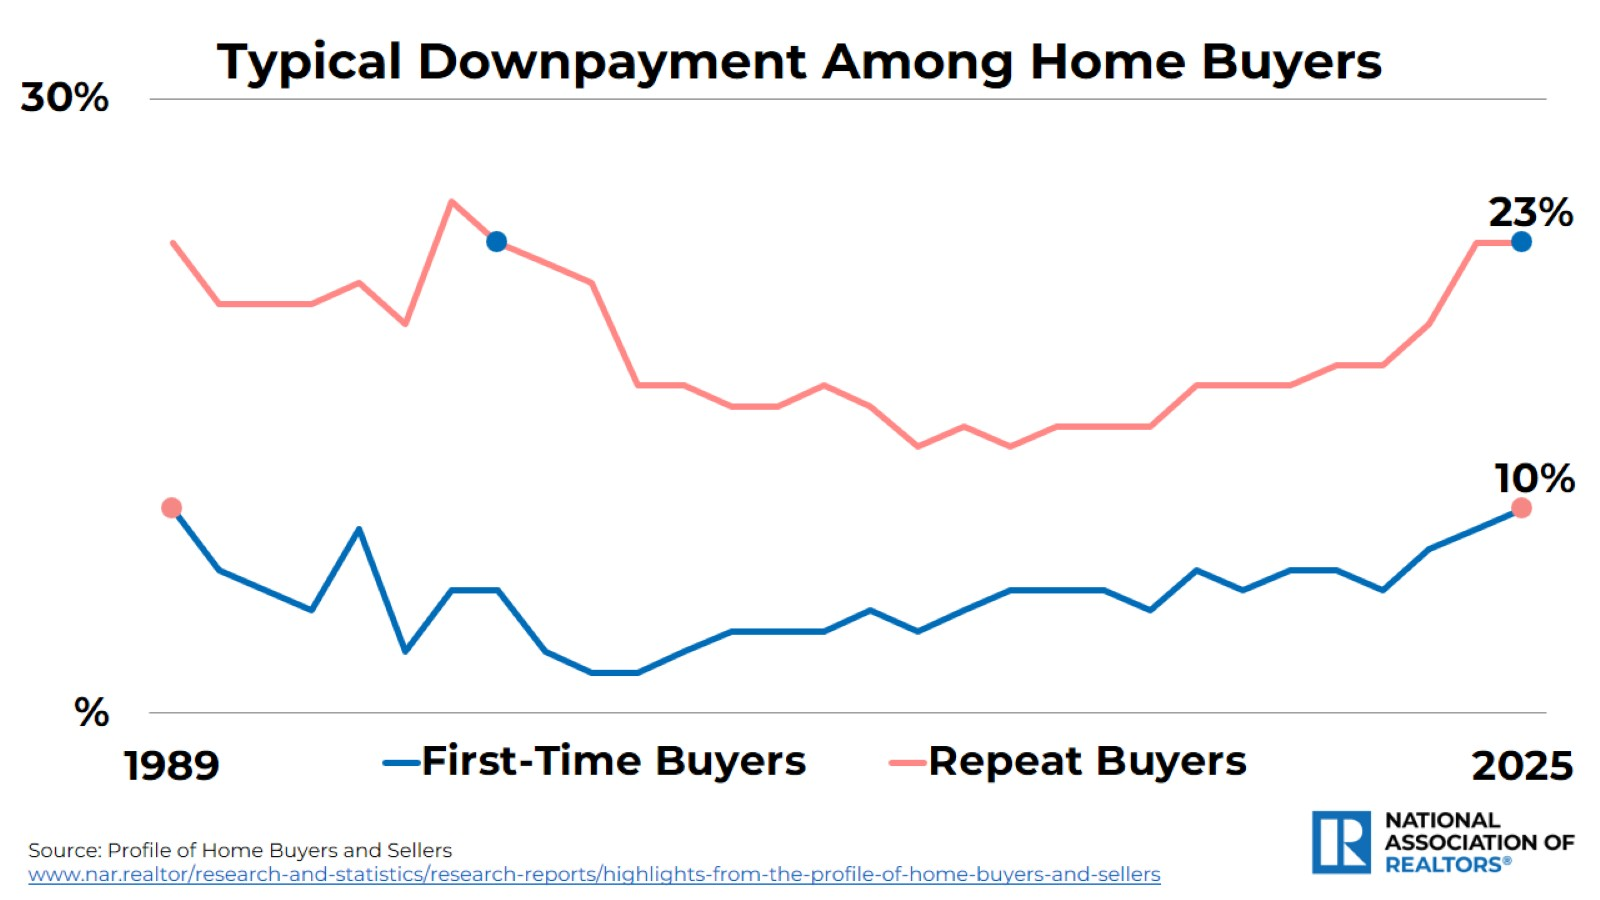 Typical Downpayment Among Home Buyers
30%
23%
10%
%
1989
First-Time Buyers
Repeat Buyers
2025
NATIONAL
ASSOCIATION OF
REALTORS®
Source: Profile of Home Buyers and Sellers
www.nar.realtor/research-and-statistics/research-reports/highlights-from-the-profile-of-home-buyers-and-sellers